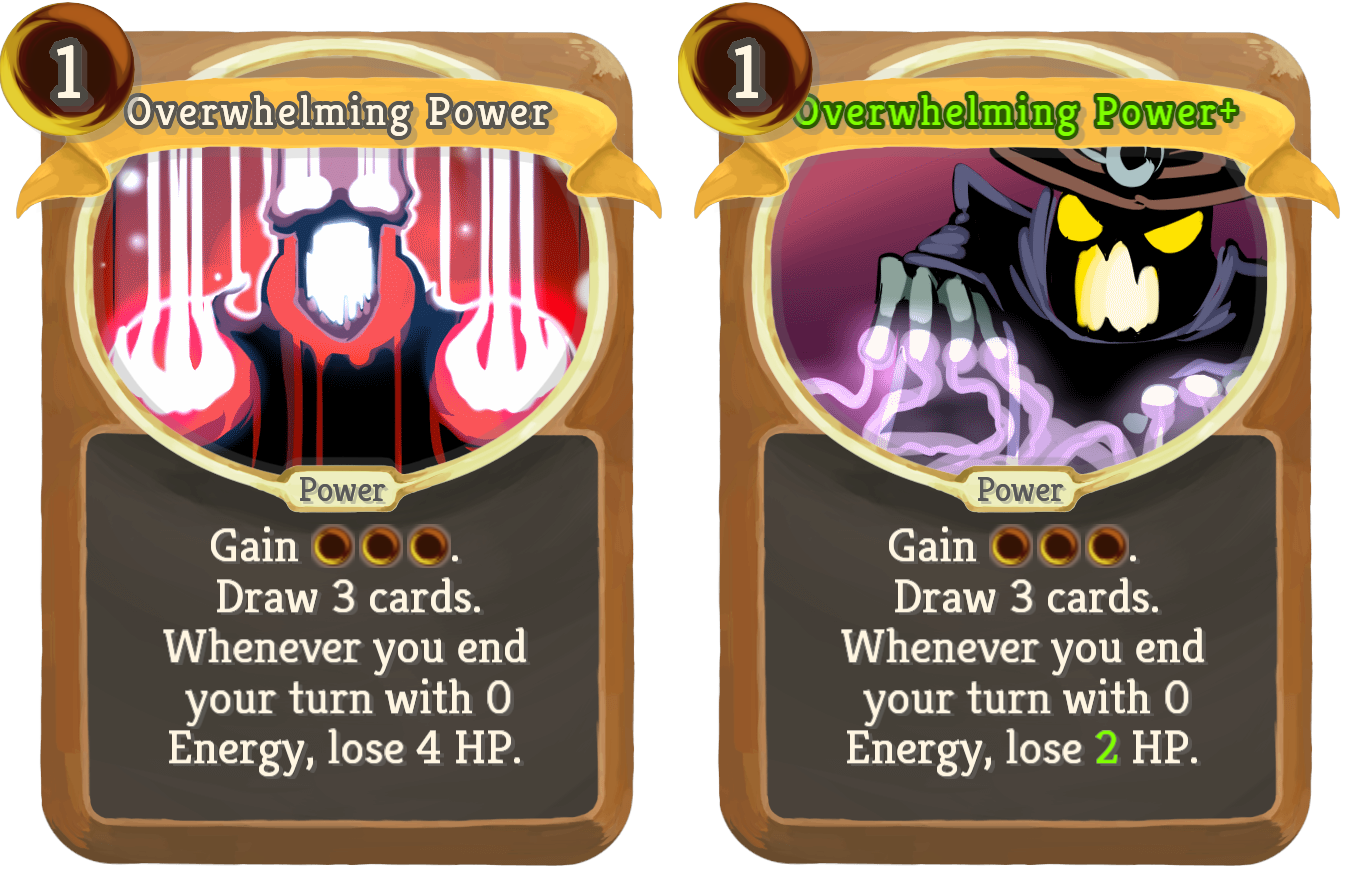 1
Overwhelming Power
Power
Gain .
Draw 3 cards.
Whenever you end
your turn with 0
Energy, lose 4 HP.
1
Overwhelming Power+
Power
Gain .
Draw 3 cards.
Whenever you end
your turn with 0
Energy, lose 2 HP.